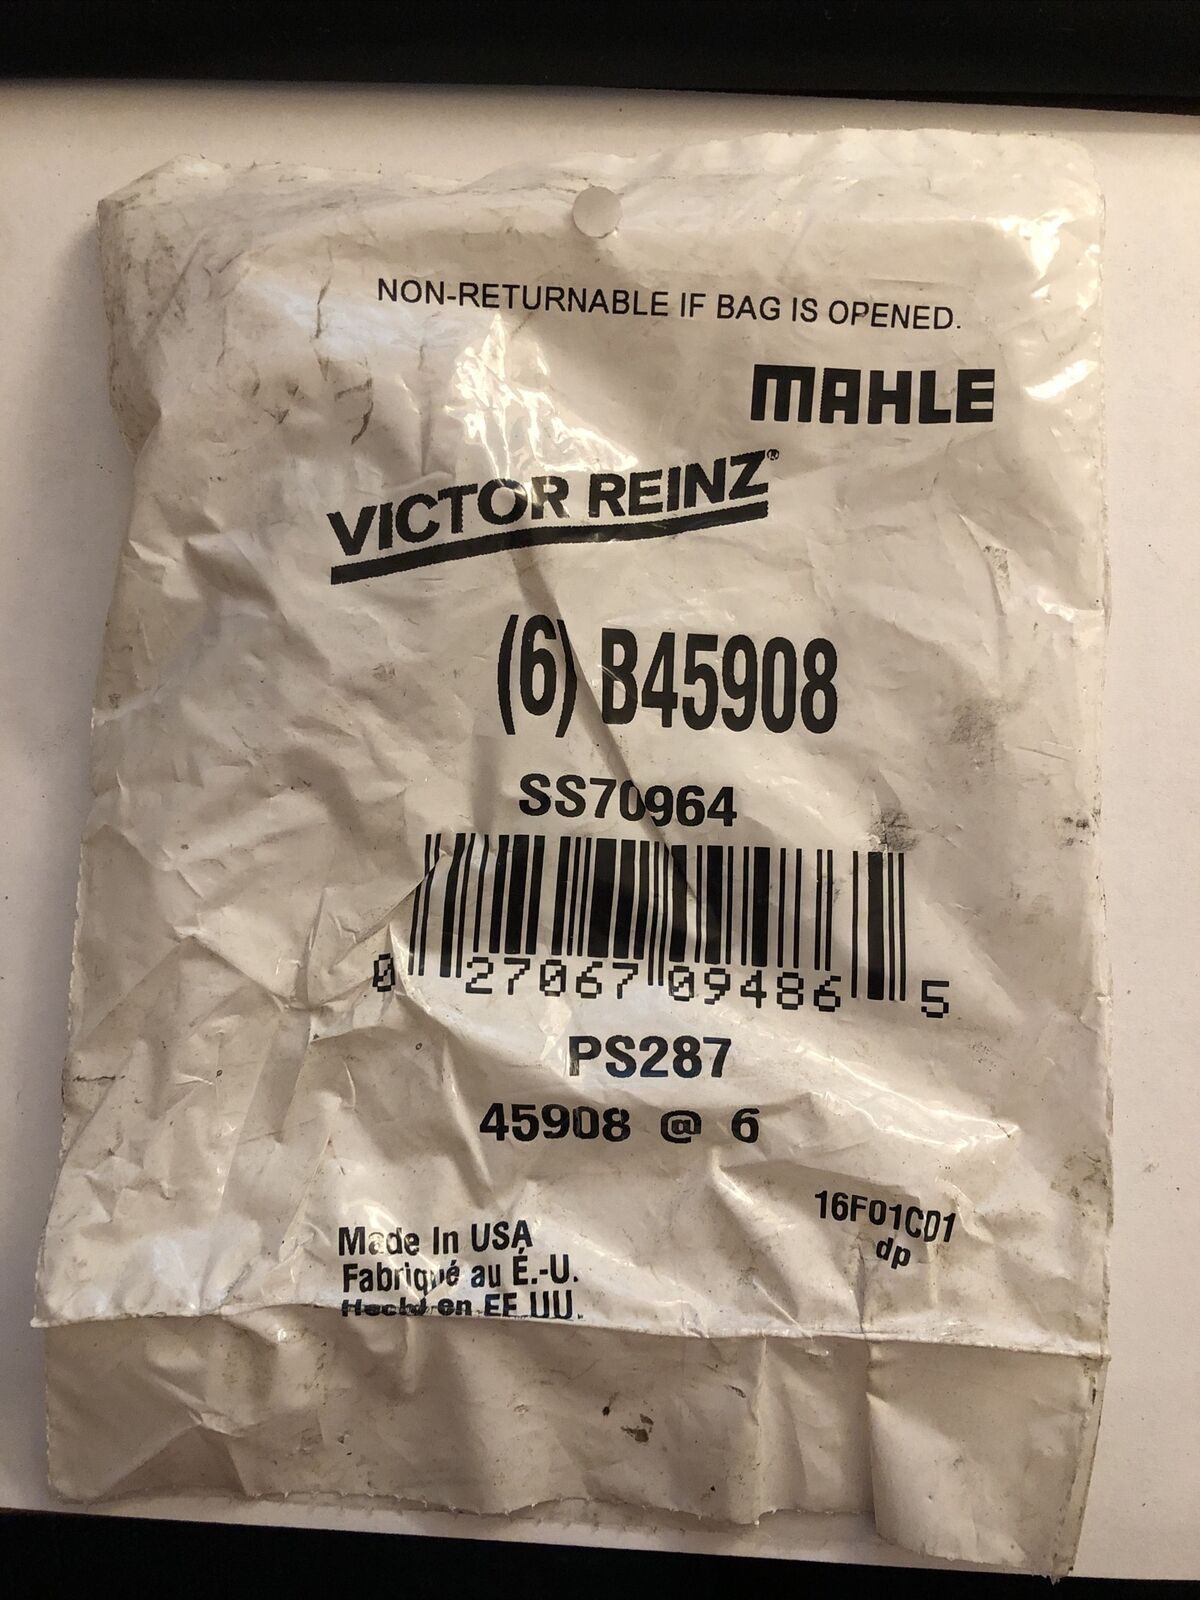 NON-RETURNABLE IF BAG IS OPENED.
MAHLE
VICTOR REINZ®
(6) B45908
SS70964
0 27067 09486 5
PS287
45908 @ 6
16F01C01
dp
Made In USA
Fabriqué au É.-U.
Hecho en EE UU.